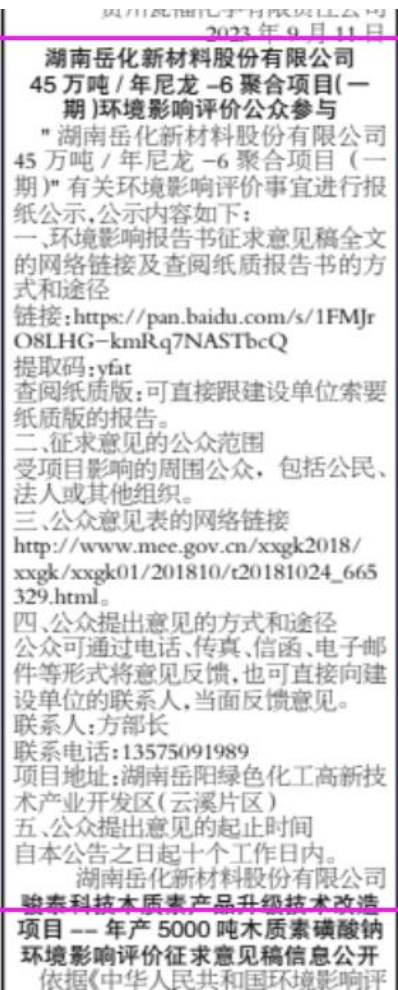 2023 年 9 月 11 日
湖南岳化新材料股份有限公司
45 万吨 / 年尼龙 -6 聚合项目(一
期)环境影响评价公众参与
"湖南岳化新材料股份有限公司
45 万吨 / 年尼龙 -6 聚合项目（一
期)"有关环境影响评价事宜进行报
纸公示,公示内容如下:
一、环境影响报告书征求意见稿全文
的网络链接及查阅纸质报告书的方
式和途径
链接:https://pan.baidu.com/s/1FMJr
O8LHG-kmRq7NASTbcQ
提取码:yfat
查阅纸质版:可直接跟建设单位索要
纸质版的报告。
二、征求意见的公众范围
受项目影响的周围公众，包括公民、
法人或其他组织。
三、公众意见表的网络链接
http://www.mee.gov.cn/xxgk2018/
xxgk/xxgk01/201810/t20181024_665
329.html。
四、公众提出意见的方式和途径
公众可通过电话、传真、信函、电子邮
件等形式将意见反馈,也可直接向建
设单位的联系人,当面反馈意见。
联系人:方部长
联系电话:13575091989
项目地址:湖南岳阳绿色化工高新技
术产业开发区(云溪片区)
五、公众提出意见的起止时间
自本公告之日起十个工作日内。
湖南岳化新材料股份有限公司
骏泰科技木质素产品升级技术改造
项目 -- 年产 5000 吨木质素磺酸钠
环境影响评价征求意见稿信息公开
依据《中华人民共和国环境影响评